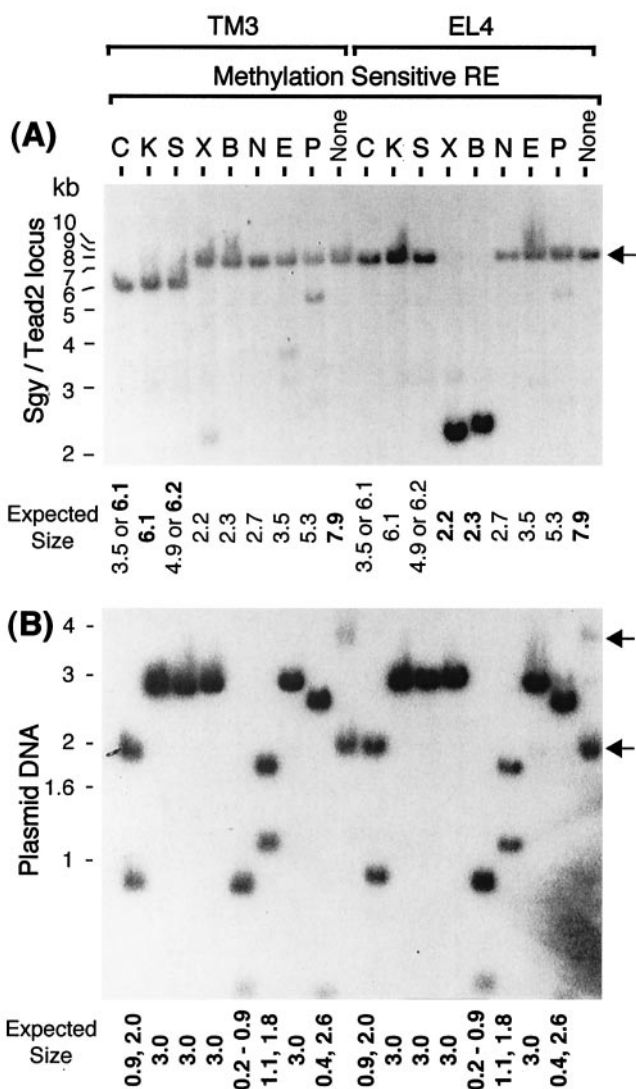 TM3 EL4
Methylation Sensitive RE
(A)
C K S X B N E P None C K S X B N E P None
kb
10
9
8
7
6
5
4
3
2
Sgy / Tead2 locus
Expected Size
3.5 or 6.1 6.1 4.9 or 6.2 2.2 2.3 2.7 3.5 5.3 7.9 3.5 or 6.1 6.1 4.9 or 6.2 2.2 2.3 2.7 3.5 5.3 7.9
(B)
4
3
2
1.6
1
Plasmid DNA
Expected Size
0.9, 2.0 3.0 3.0 3.0 0.2 - 0.9 1.1, 1.8 3.0 0.4, 2.6 0.9, 2.0 3.0 3.0 3.0 0.2 - 0.9 1.1, 1.8 3.0 0.4, 2.6